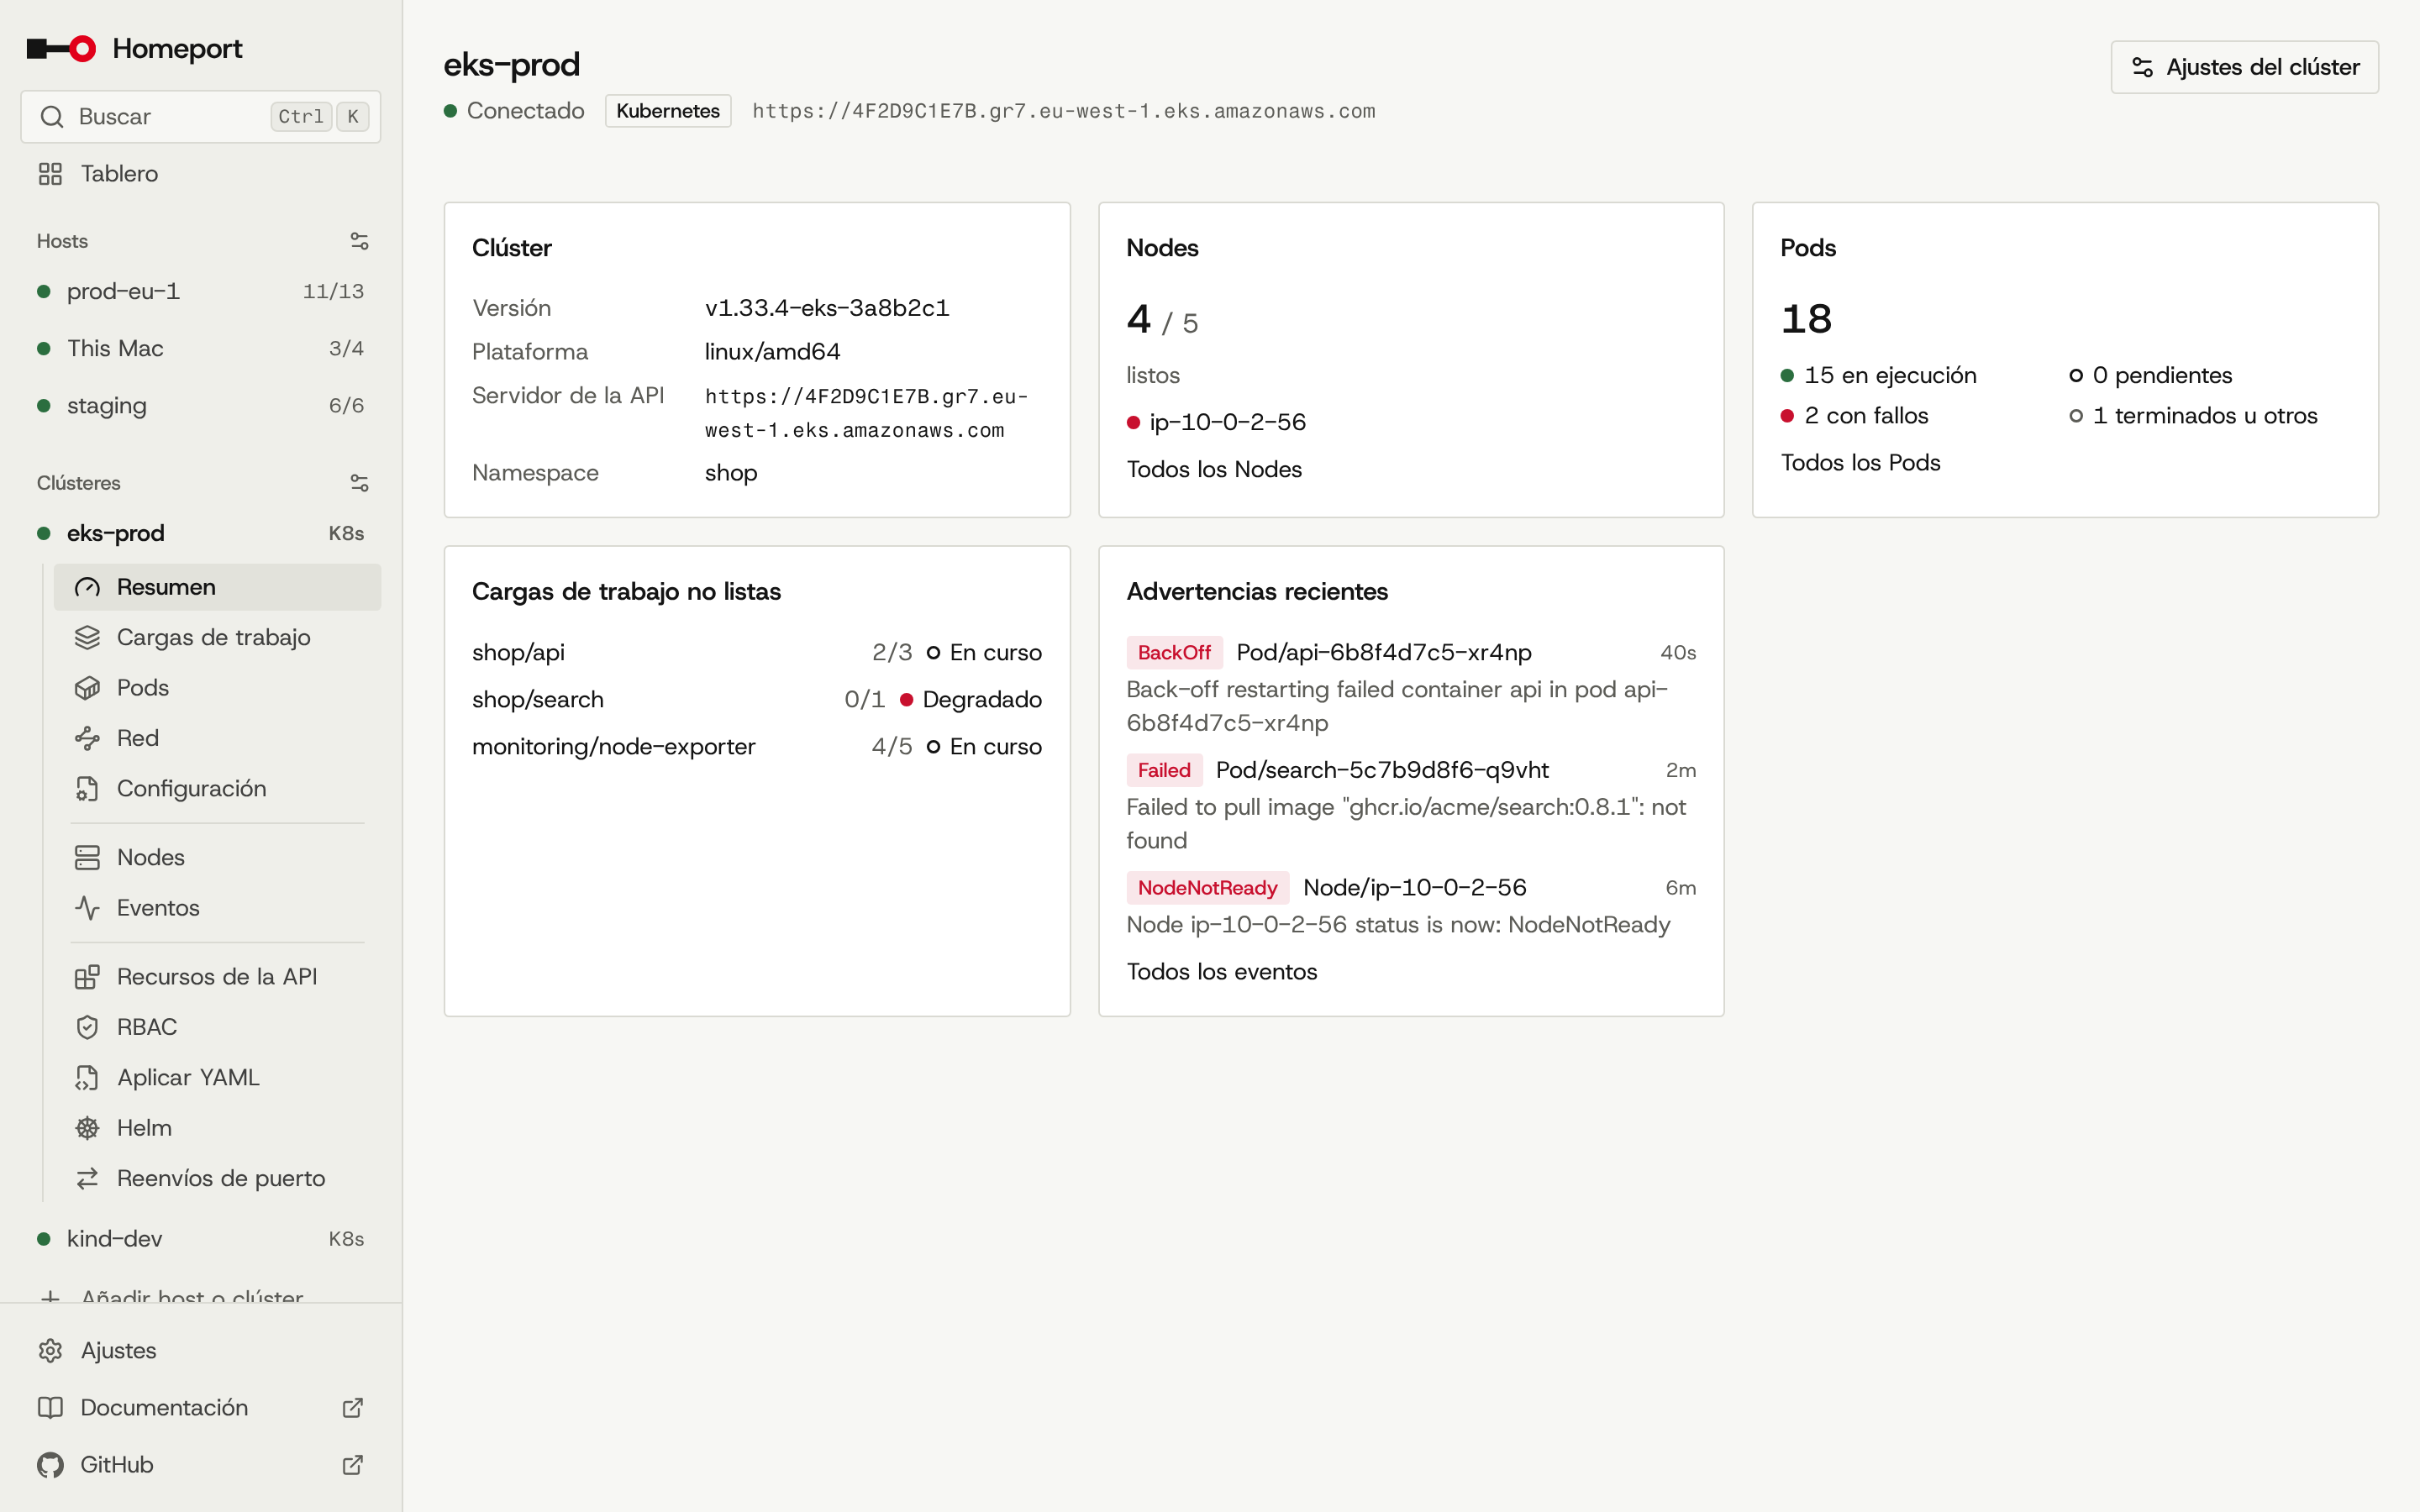 Homeport
Buscar Ctrl K
Tablero
Hosts
prod-eu-1 11/13
This Mac 3/4
staging 6/6
Clústeres
eks-prod K8s
Resumen
Cargas de trabajo
Pods
Red
Configuración
Nodes
Eventos
Recursos de la API
RBAC
Aplicar YAML
Helm
Reenvíos de puerto
kind-dev K8s
Añadir host o clúster
Ajustes
Documentación
GitHub
eks-prod
Conectado Kubernetes https://4F2D9C1E7B.gr7.eu-west-1.eks.amazonaws.com
Ajustes del clúster
Clúster
Versión v1.33.4-eks-3a8b2c1
Plataforma linux/amd64
Servidor de la API https://4F2D9C1E7B.gr7.eu-
west-1.eks.amazonaws.com
Namespace shop
Nodes
4 / 5
listos
ip-10-0-2-56
Todos los Nodes
Pods
18
15 en ejecución 0 pendientes
2 con fallos 1 terminados u otros
Todos los Pods
Cargas de trabajo no listas
shop/api 2/3 En curso
shop/search 0/1 Degradado
monitoring/node-exporter 4/5 En curso
Advertencias recientes
BackOff Pod/api-6b8f4d7c5-xr4np 40s
Back-off restarting failed container api in pod api-
6b8f4d7c5-xr4np
Failed Pod/search-5c7b9d8f6-q9vht 2m
Failed to pull image "ghcr.io/acme/search:0.8.1": not
found
NodeNotReady Node/ip-10-0-2-56 6m
Node ip-10-0-2-56 status is now: NodeNotReady
Todos los eventos